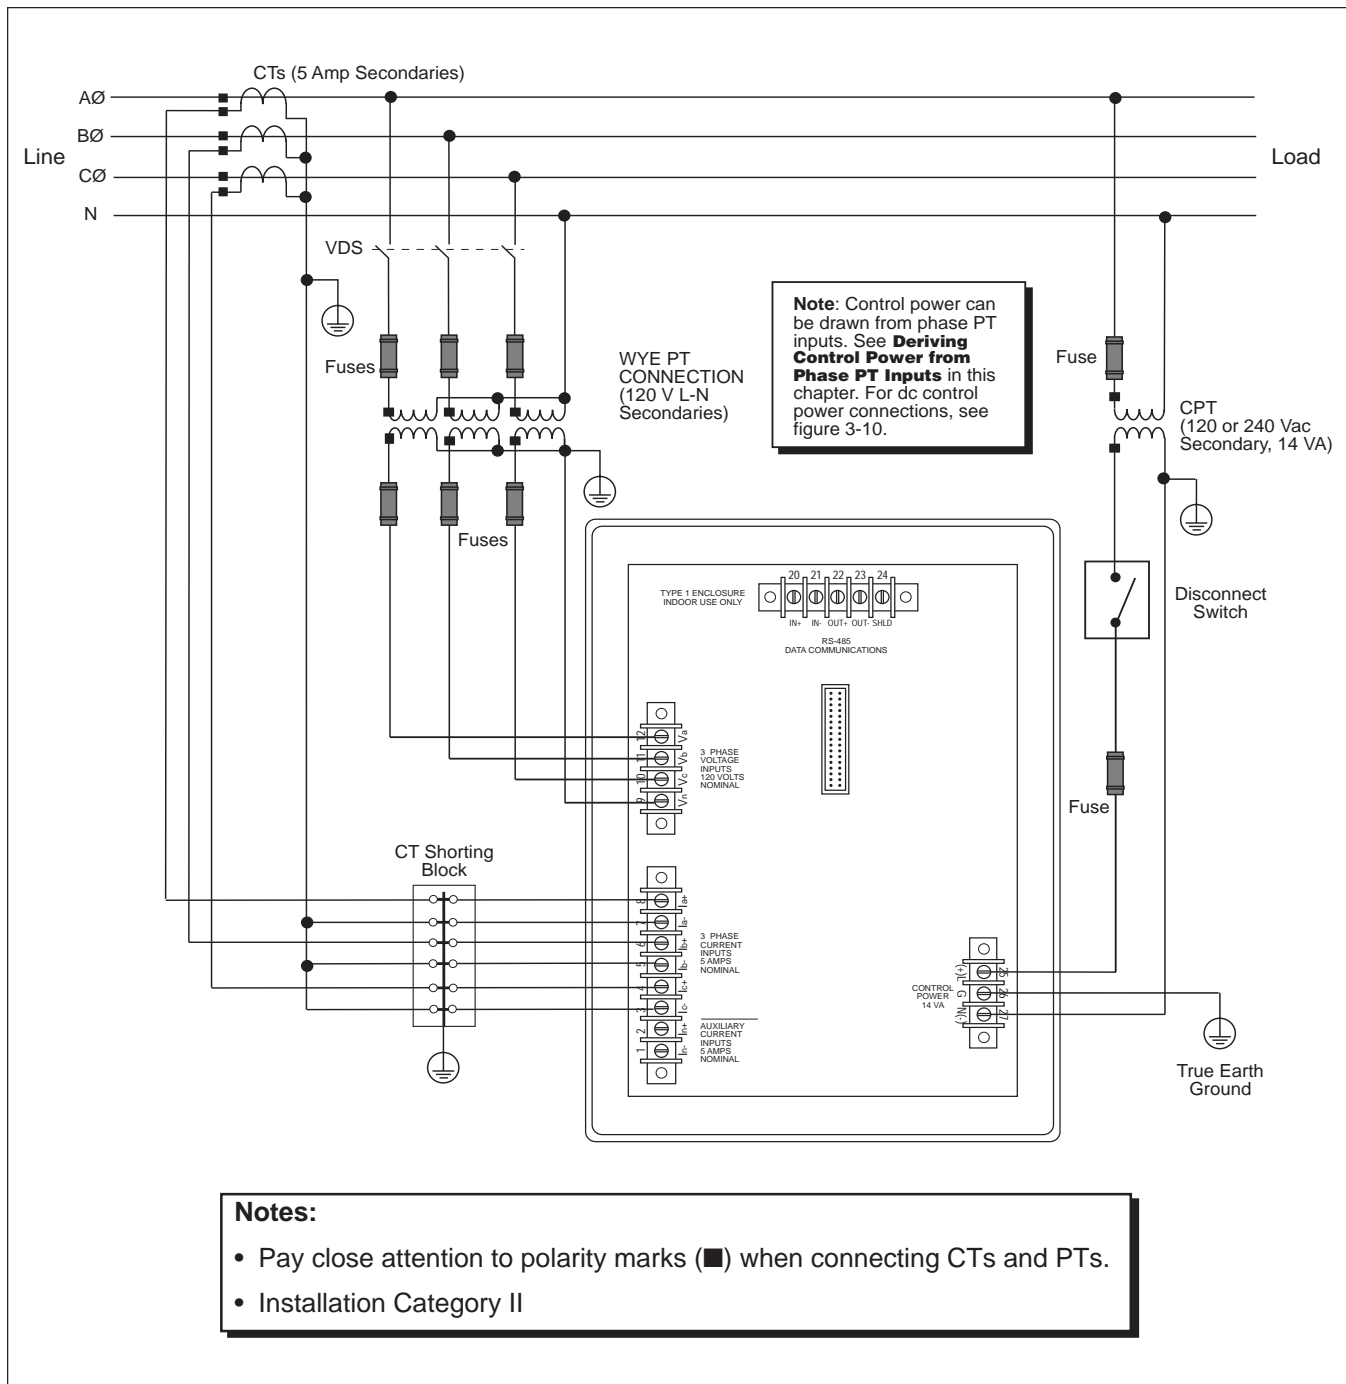 CTs (5 Amp Secondaries)
AØ
BØ
Line
CØ
N
Load
VDS
Fuses
WYE PT
CONNECTION
(120 V L-N
Secondaries)
Note: Control power can
be drawn from phase PT
inputs. See Deriving
Control Power from
Phase PT Inputs in this
chapter. For dc control
power connections, see
figure 3-10.
Fuse
CPT
(120 or 240 Vac
Secondary, 14 VA)
Fuses
Disconnect
Switch
TYPE 1 ENCLOSURE
INDOOR USE ONLY
20 21 22 23 24
IN+ IN- OUT+ OUT- SHLD
RS-485
DATA COMMUNICATIONS
12 Va
11 Vb
10 Vc
9 Vn
3 PHASE
VOLTAGE
INPUTS
120 VOLTS
NOMINAL
Fuse
CT Shorting
Block
8 Ia+
7 Ia-
6 Ib+
5 Ib-
4 Ic+
3 Ic-
2 In+
1 In-
3 PHASE
CURRENT
INPUTS
5 AMPS
NOMINAL
AUXILIARY
CURRENT
INPUTS
5 AMPS
NOMINAL
CONTROL
POWER
14 VA
(+)L 25
G 26
N(-) 27
True Earth
Ground
Notes:
• Pay close attention to polarity marks (■) when connecting CTs and PTs.
• Installation Category II